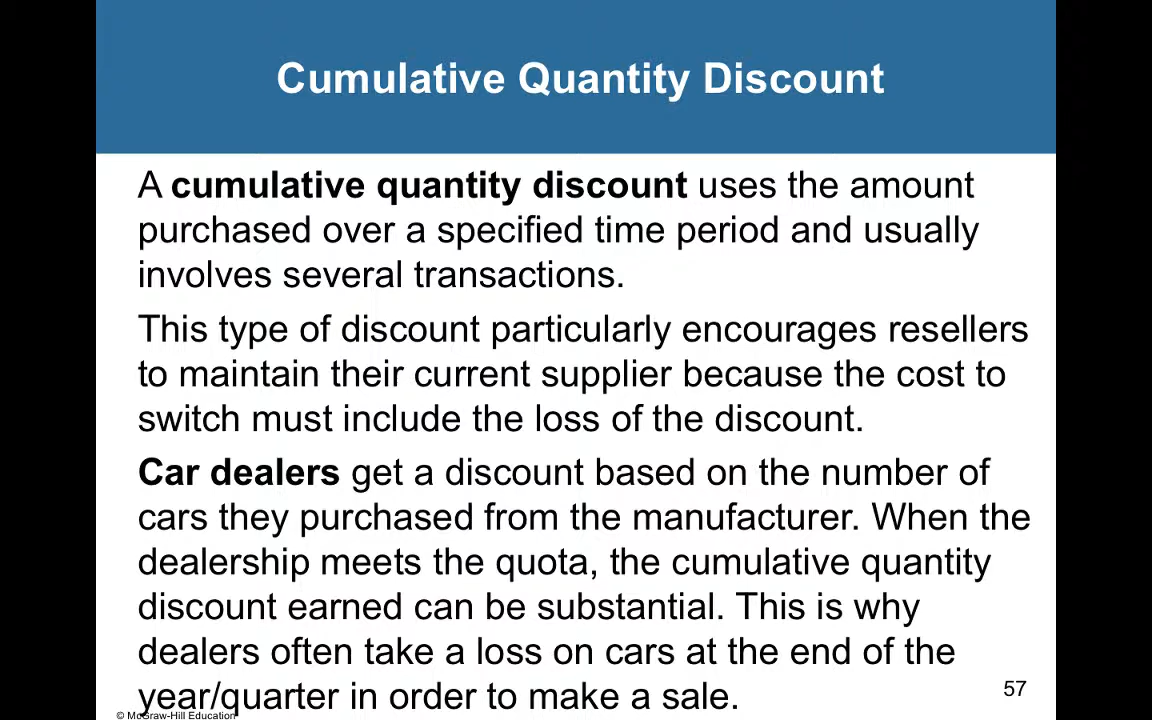 Cumulative Quantity Discount
A cumulative quantity discount uses the amount
purchased over a specified time period and usually
involves several transactions.
This type of discount particularly encourages resellers
to maintain their current supplier because the cost to
switch must include the loss of the discount.
Car dealers get a discount based on the number of
cars they purchased from the manufacturer. When the
dealership meets the quota, the cumulative quantity
discount earned can be substantial. This is why
dealers often take a loss on cars at the end of the
year/quarter in order to make a sale.
57
© McGraw-Hill Education